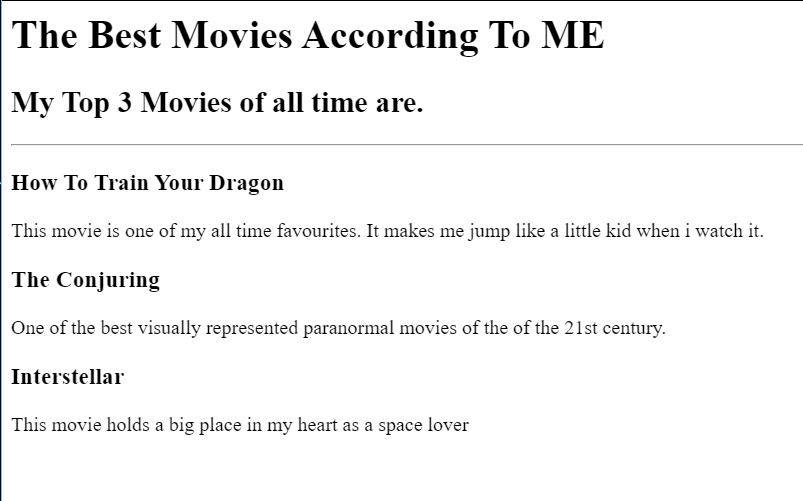 The Best Movies According To ME
My Top 3 Movies of all time are.
How To Train Your Dragon
This movie is one of my all time favourites. It makes me jump like a little kid when i watch it.
The Conjuring
One of the best visually represented paranormal movies of the of the 21st century.
Interstellar
This movie holds a big place in my heart as a space lover